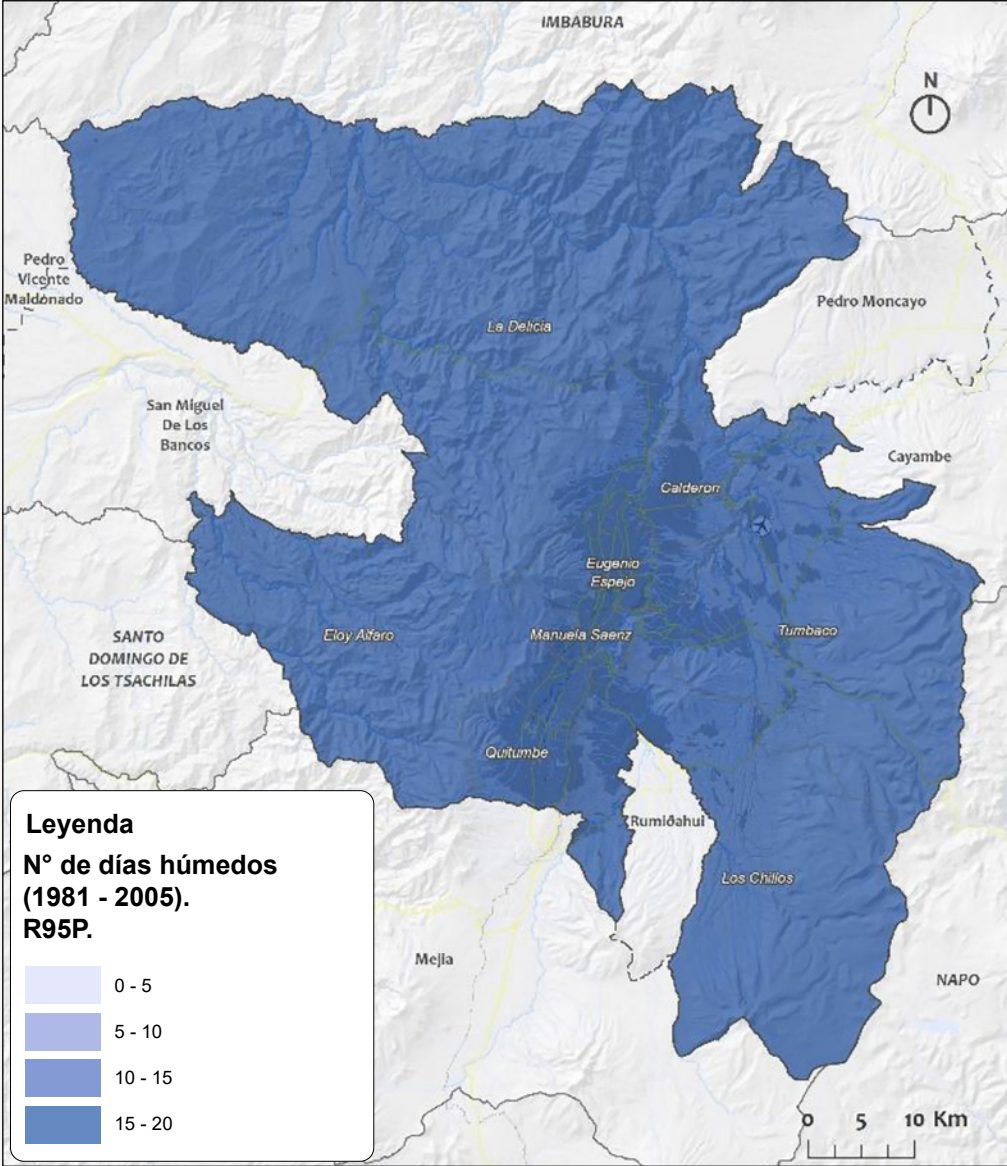 IMBABURA
N
Pedro
Vicente
Maldonado
Pedro Moncayo
La Delicia
San Miguel
De Los
Bancos
Cayambe
Calderon
Eugenio
Espejo
SANTO
DOMINGO DE
LOS TSACHILAS
Eloy Alfaro
Manuela Saenz
Tumbaco
Quitumbe
Rumiðahui
Los Chillos
Mejia
NAPO
Leyenda
N° de días húmedos
(1981 - 2005).
R95P.
0 - 5
5 - 10
10 - 15
15 - 20
0 5 10 Km